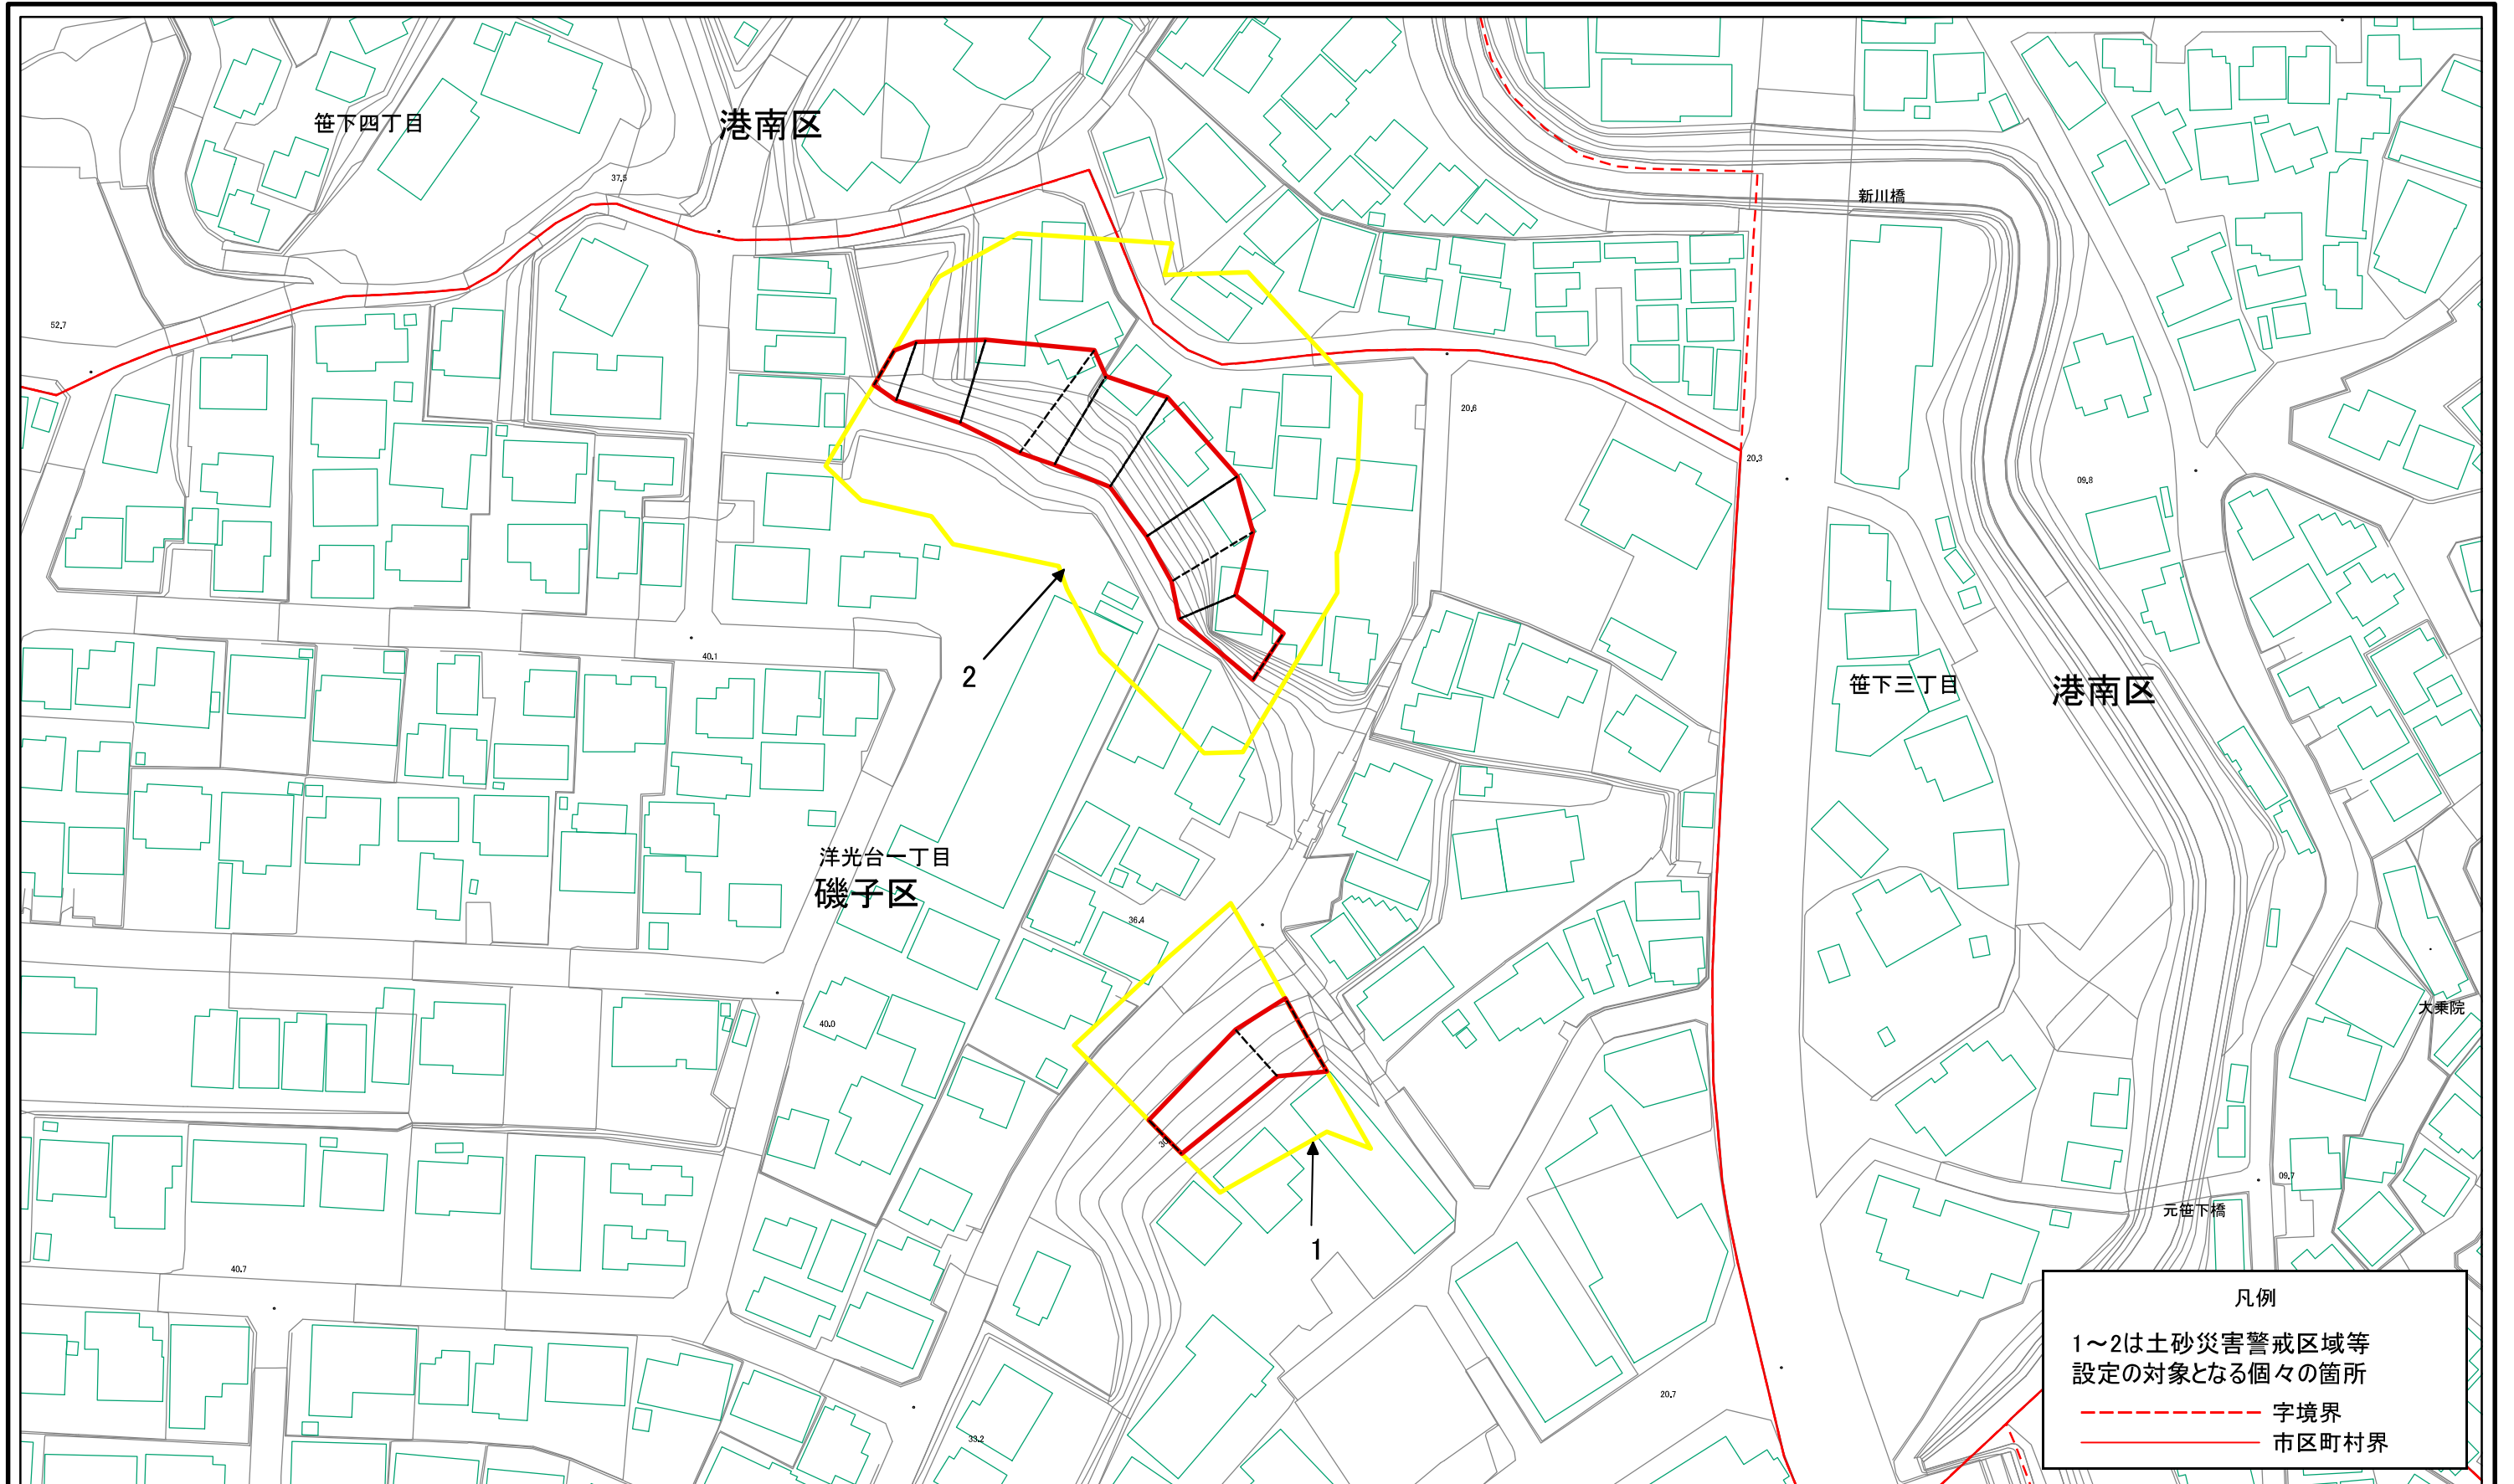 笹下四丁目
港南区
37.5
新川橋
52.7
20.6
20.3
09.8
2
40.1
笹下三丁目
港南区
洋光台一丁目
磯子区
36.4
大乗院
40.0
09.7
元笹下橋
1
40.7
20.7
33.2
凡例
1～2は土砂災害警戒区域等
設定の対象となる個々の箇所
字境界
市区町村界